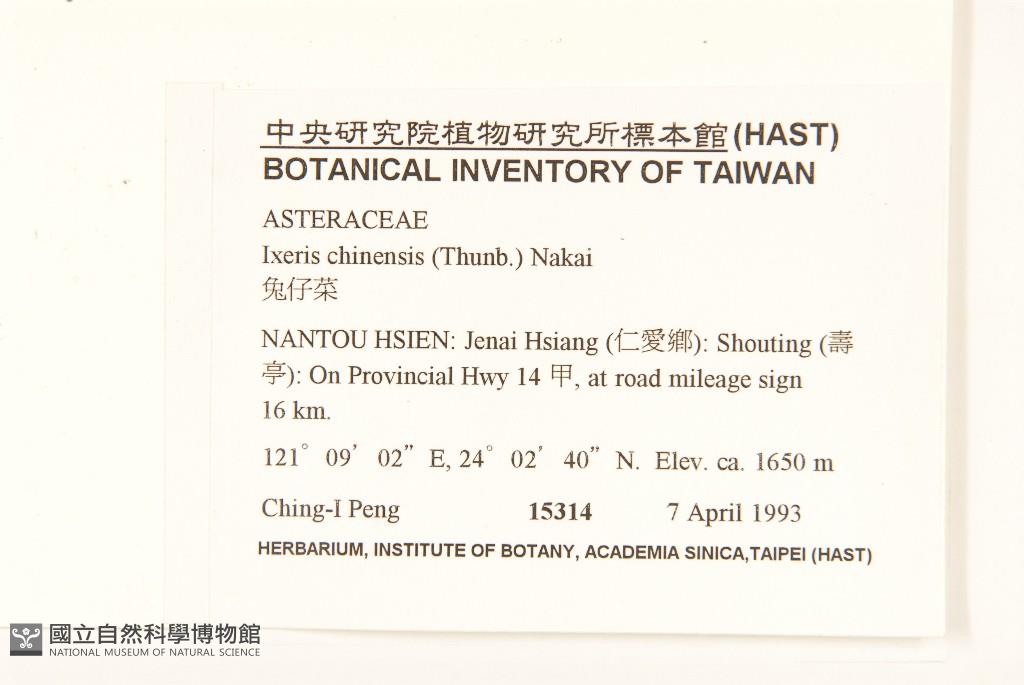 中央研究院植物研究所標本館(HAST)
BOTANICAL INVENTORY OF TAIWAN
ASTERACEAE
Ixeris chinensis (Thunb.) Nakai
兔仔菜
NANTOU HSIEN: Jenai Hsiang (仁愛鄉): Shouting (壽
亭): On Provincial Hwy 14 甲, at road mileage sign
16 km.
121° 09’ 02” E, 24° 02’ 40” N. Elev. ca. 1650 m
Ching-I Peng 15314 7 April 1993
HERBARIUM, INSTITUTE OF BOTANY, ACADEMIA SINICA,TAIPEI (HAST)
國立自然科學博物館
NATIONAL MUSEUM OF NATURAL SCIENCE